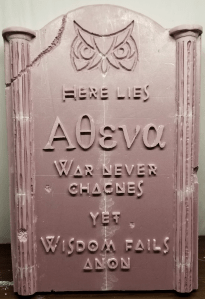 HERE LIES
Αθενα
WAR NEVER
CHAGNES
YET
WISDOM FAILS
ANON